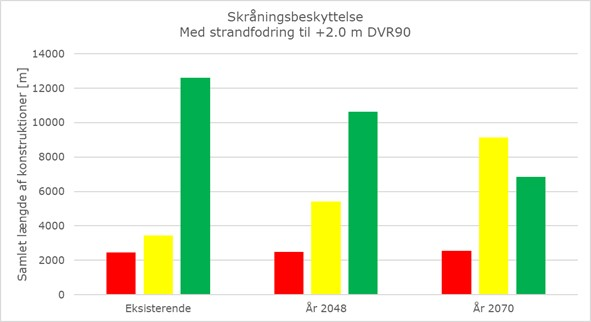 Skråningsbeskyttelse
Med strandfodring til +2.0 m DVR90
Samlet længde af konstruktioner [m]
14000
12000
10000
8000
6000
4000
2000
0
Eksisterende
År 2048
År 2070